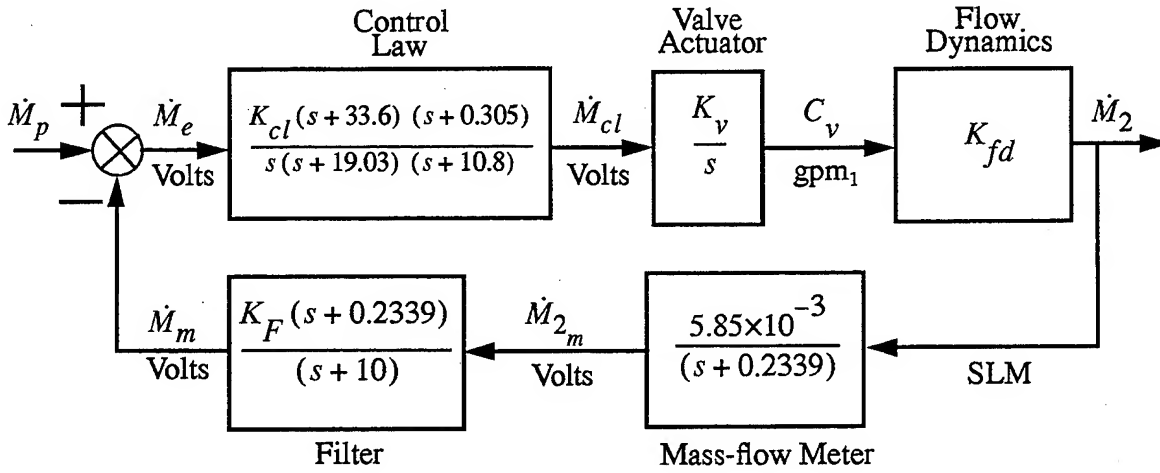 Control
Law
Valve
Actuator
Flow
Dynamics
+
Ṁp
Ṁe
Volts
Kcl(s+33.6) (s+0.305)
s(s+19.03) (s+10.8)
Ṁcl
Volts
Kv
s
Cv
gpm1
Kfd
Ṁ2
−
Ṁm
Volts
KF(s+0.2339)
(s+10)
Ṁ2m
Volts
5.85×10⁻³
(s+0.2339)
SLM
Filter
Mass-flow Meter